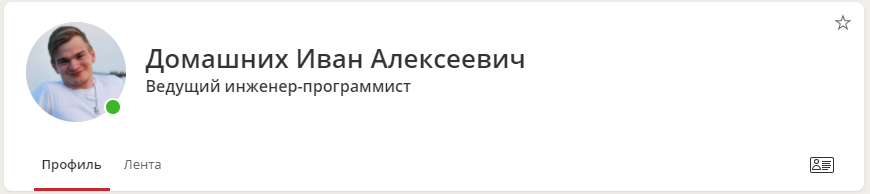 Домашних Иван Алексеевич
Ведущий инженер-программист
Профиль Лента